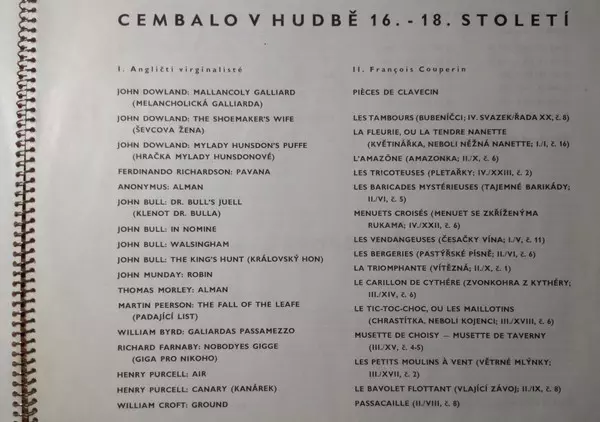 CEMBALO V HUDBĚ 16. - 18. STOLETÍ
I. Angličtí virginalisté
JOHN DOWLAND: MALLANCOLY GALLIARD
(MELANCHOLICKÁ GALLIARDA)
JOHN DOWLAND: THE SHOEMAKER'S WIFE
(ŠEVCOVA ŽENA)
JOHN DOWLAND: MYLADY HUNSDON'S PUFFE
(HRAČKA MYLADY HUNSDONOVÉ)
FERDINANDO RICHARDSON: PAVANA
ANONYMUS: ALMAN
JOHN BULL: DR. BULL'S JUELL
(KLENOT DR. BULLA)
JOHN BULL: IN NOMINE
JOHN BULL: WALSINGHAM
JOHN BULL: THE KING'S HUNT (KRÁLOVSKÝ HON)
JOHN MUNDAY: ROBIN
THOMAS MORLEY: ALMAN
MARTIN PEERSON: THE FALL OF THE LEAFE
(PADAJÍCÍ LIST)
WILLIAM BYRD: GALIARDAS PASSAMEZZO
RICHARD FARNABY: NOBODYES GIGGE
(GIGA PRO NIKOHO)
HENRY PURCELL: AIR
HENRY PURCELL: CANARY (KANÁREK)
WILLIAM CROFT: GROUND
II. François Couperin
PIÈCES DE CLAVECIN
LES TAMBOURS (BUBENÍČCI; IV. SVAZEK/ŘADA XX, č. 8)
LA FLEURIE, OU LA TENDRE NANETTE
(KVĚTINÁŘKA, NEBOLI NĚŽNÁ NANETTE; I./I, č. 16)
L'AMAZÔNE (AMAZONKA; II./X, č. 6)
LES TRICOTEUSES (PLETAŘKY; IV./XXIII, č. 2)
LES BARICADES MYSTÉRIEUSES (TAJEMNÉ BARIKÁDY;
II./VI, č. 5)
MENUETS CROISÉS (MENUET SE ZKŘÍŽENÝMA
RUKAMA; IV./XXII, č. 6)
LES VENDANGEUSES (ČESAČKY VÍNA; I./V, č. 11)
LES BERGERIES (PASTÝŘSKÉ PÍSNĚ; II./VI, č. 6)
LA TRIOMPHANTE (VÍTĚZNÁ; II./X, č. 1)
LE CARILLON DE CYTHÉRE (ZVONKOHRA Z KYTHÉRY;
III./XIV, č. 6)
LE TIC-TOC-CHOC, OU LES MAILLOTINS
(CHRASTÍTKA, NEBOLI KOJENCI; III./XVIII, č. 6)
MUSETTE DE CHOISY — MUSETTE DE TAVERNY
(III./XV, č. 4-5)
LES PETITS MOULINS À VENT (VĚTRNÉ MLÝNKY;
III./XVII, č. 2)
LE BAVOLET FLOTTANT (VLAJÍCÍ ZÁVOJ; II./IX, č. 8)
PASSACAILLE (II./VIII, č. 8)